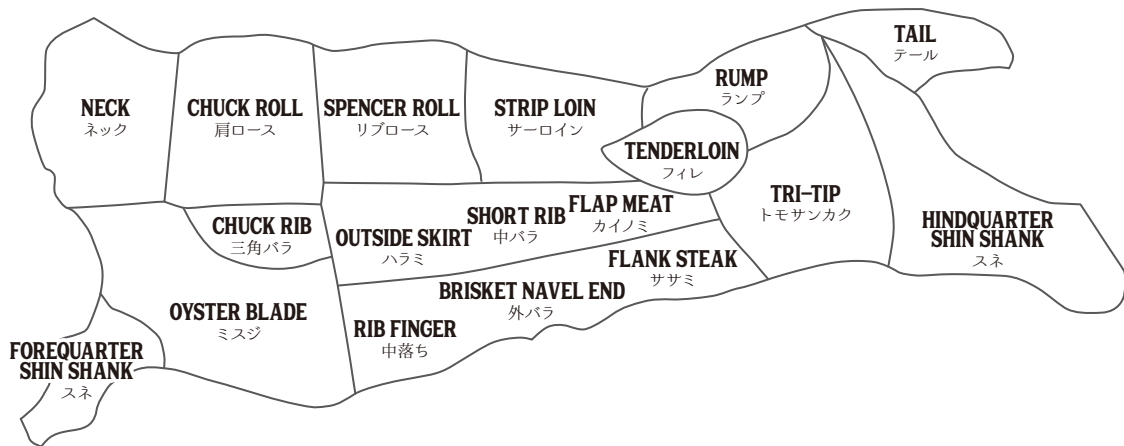 TAIL
テール
NECK
ネック
CHUCK ROLL
肩ロース
SPENCER ROLL
リブロース
STRIP LOIN
サーロイン
RUMP
ランプ
TENDERLOIN
フィレ
TRI-TIP
トモサンカク
HINDQUARTER
SHIN SHANK
スネ
CHUCK RIB
三角バラ
OUTSIDE SKIRT
ハラミ
SHORT RIB
中バラ
FLAP MEAT
カイノミ
FLANK STEAK
ササミ
BRISKET NAVEL END
外バラ
RIB FINGER
中落ち
OYSTER BLADE
ミスジ
FOREQUARTER
SHIN SHANK
スネ